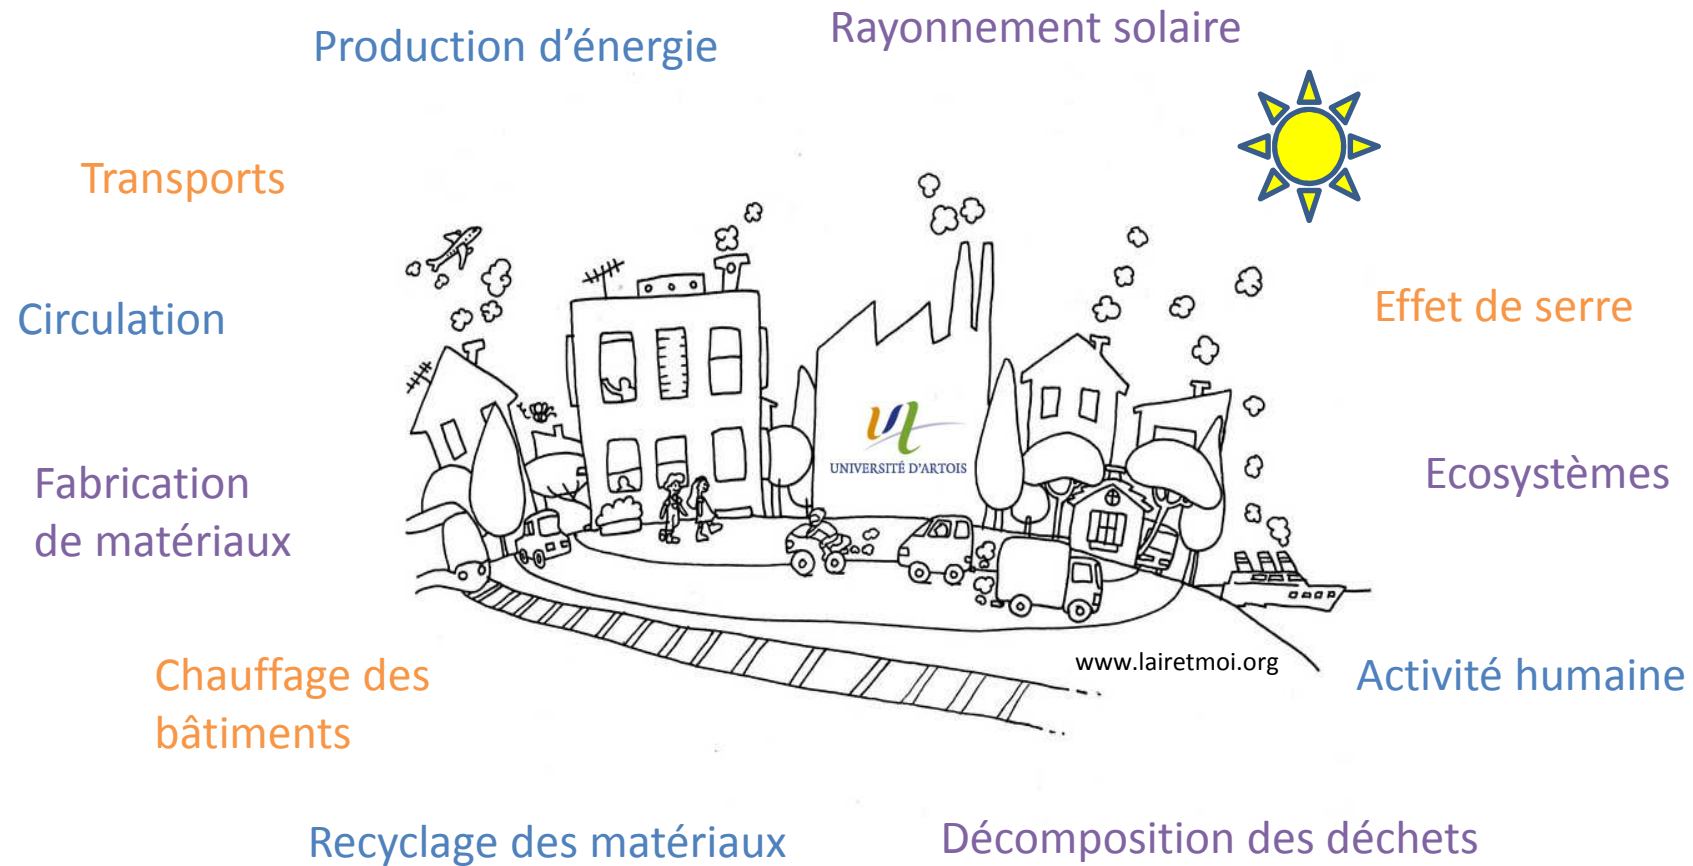 Production d’énergie
Rayonnement solaire
Transports
Circulation
Effet de serre
UNIVERSITÉ D'ARTOIS
Fabrication
de matériaux
Ecosystèmes
www.lairetmoi.org
Chauffage des
bâtiments
Activité humaine
Recyclage des matériaux
Décomposition des déchets